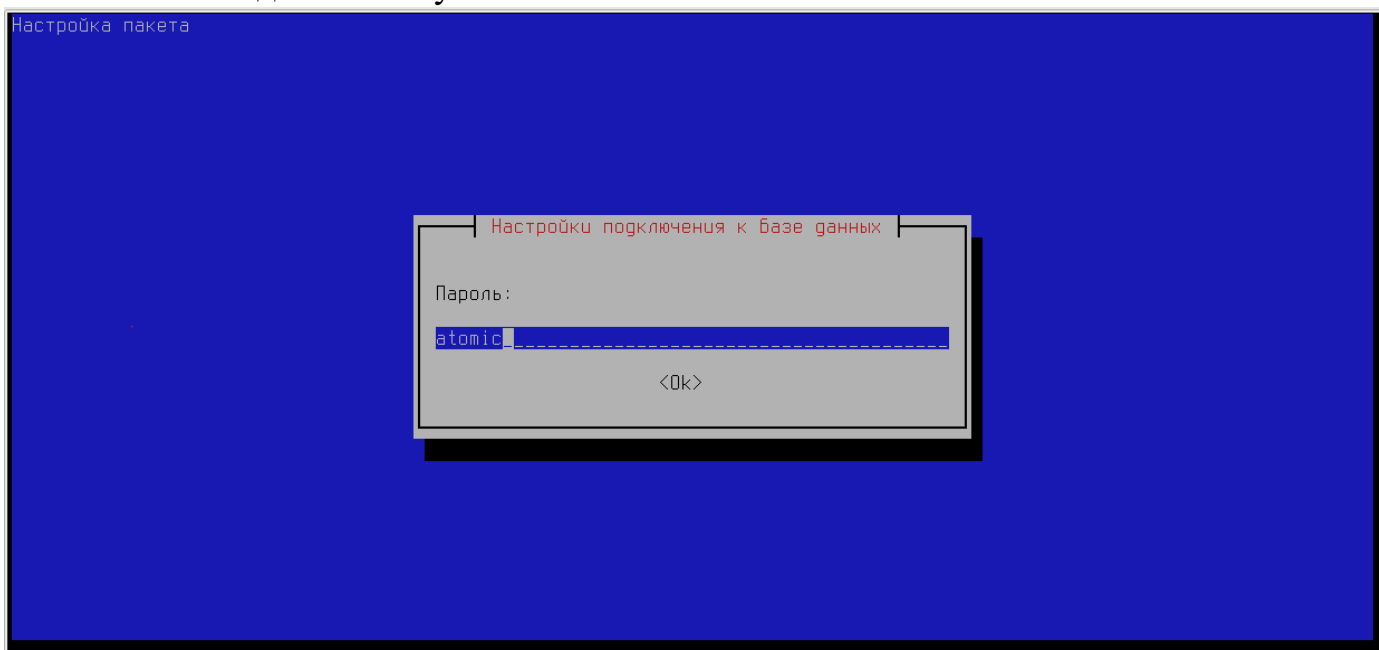 Настройка пакета
Настройки подключения к базе данных
Пароль:
atomic
<Ok>